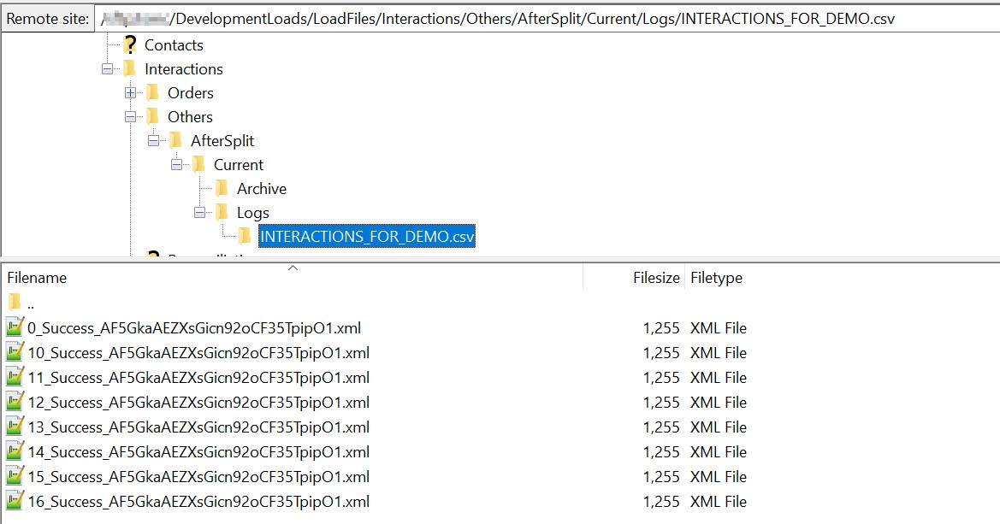 Remote site: /DevelopmentLoads/LoadFiles/Interactions/Others/AfterSplit/Current/Logs/INTERACTIONS_FOR_DEMO.csv
Contacts
Interactions
Orders
Others
AfterSplit
Current
Archive
Logs
INTERACTIONS_FOR_DEMO.csv
Filename Filesize Filetype
..
0_Success_AF5GkaAEZXsGicn92oCF35TpipO1.xml 1,255 XML File
10_Success_AF5GkaAEZXsGicn92oCF35TpipO1.xml 1,255 XML File
11_Success_AF5GkaAEZXsGicn92oCF35TpipO1.xml 1,255 XML File
12_Success_AF5GkaAEZXsGicn92oCF35TpipO1.xml 1,255 XML File
13_Success_AF5GkaAEZXsGicn92oCF35TpipO1.xml 1,255 XML File
14_Success_AF5GkaAEZXsGicn92oCF35TpipO1.xml 1,255 XML File
15_Success_AF5GkaAEZXsGicn92oCF35TpipO1.xml 1,255 XML File
16_Success_AF5GkaAEZXsGicn92oCF35TpipO1.xml 1,255 XML File